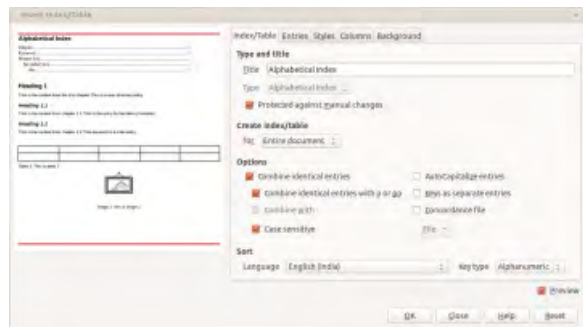 Insert Index/Table
Alphabetical Index
Heading 1
Heading 1.1
Heading 1.2
Index/Table Entries Styles Columns Background
Type and title
Title Alphabetical Index
Type Alphabetical Index
Protected against manual changes
Create index/table
for Entire document
Options
Combine identical entries
AutoCapitalize entries
Combine identical entries with p or pp
Keys as separate entries
Combine with -
Concordance file
Case sensitive
File
Sort
Language English (India)
Key type Alphanumeric
Preview
OK Close Help Reset